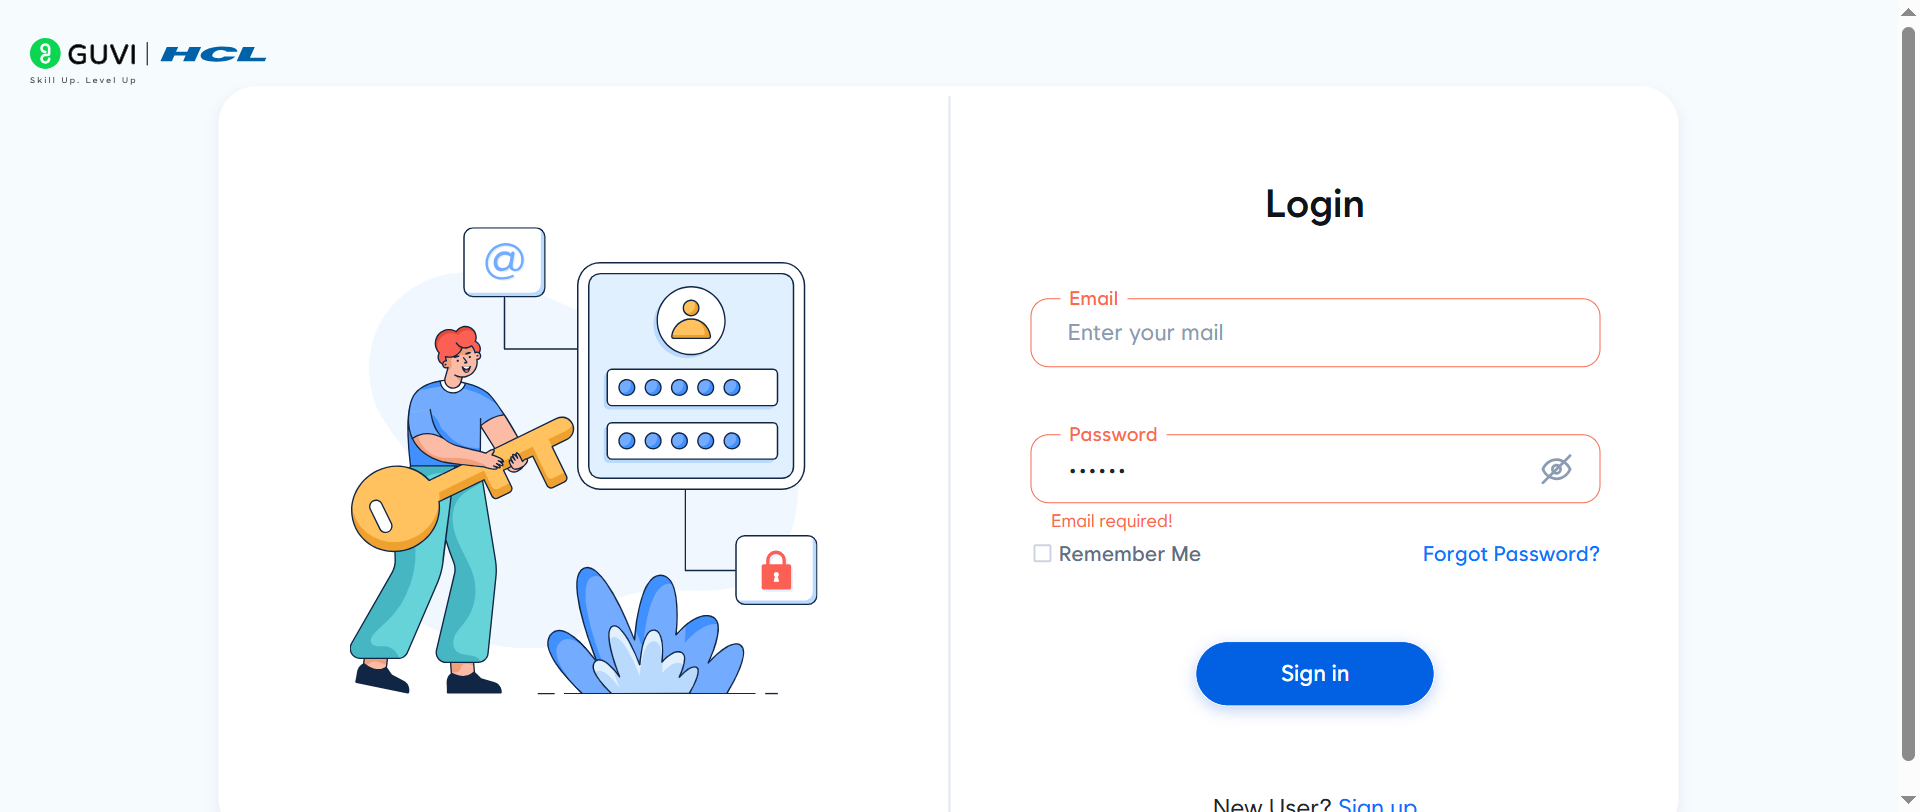 GUVI | HCL
Skill Up. Level Up
Login
@
Email
Enter your mail
Password
••••••
Email required!
Remember Me
Forgot Password?
Sign in
New User? Sign up